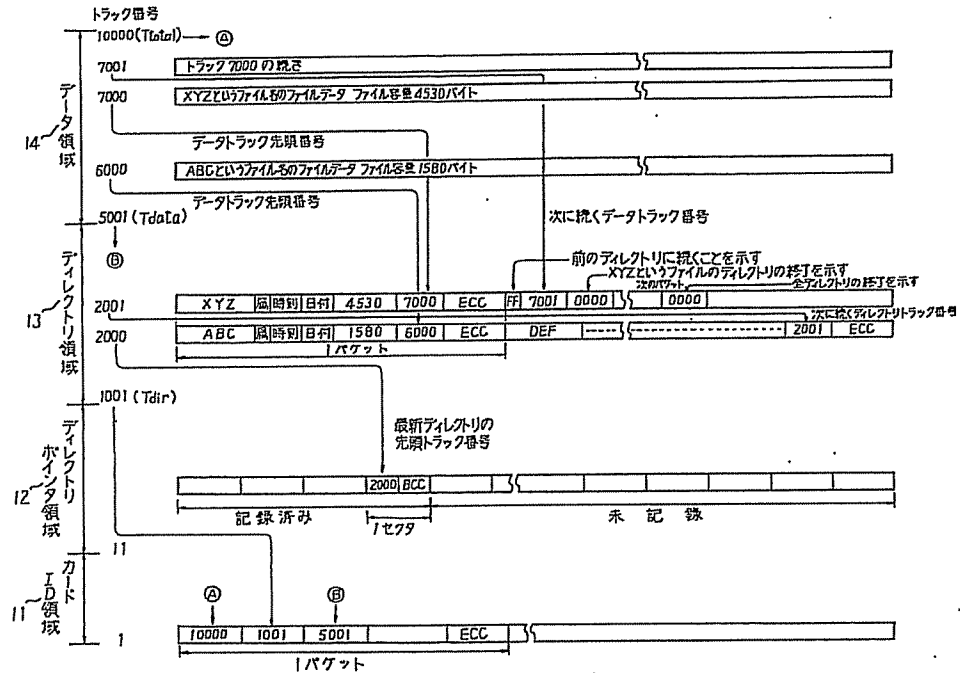 トラック番号
10000(Ttotal) Ⓐ
7001 トラック7000の続き
7000 XYZというファイル名のファイルデータ ファイル容量4530バイト
データトラック先頭番号
6000 ABCというファイル名のファイルデータ ファイル容量1580バイト
データトラック先頭番号
次に続くデータトラック番号
14 データ領域
5001(Tdata)
Ⓑ
前のディレクトリに続くことを示す
XYZというファイルのディレクトリの終了を示す
次のパケット 全ディレクトリの終了を示す
2001 XYZ 属 時刻 日付 4530 7000 ECC FF 7001 0000 0000
次に続くディレクトリトラック番号
2000 ABC 属 時刻 日付 1580 6000 ECC DEF 2001 ECC
1パケット
13 ディレクトリ領域
1001(Tdir)
最新ディレクトリの
先頭トラック番号
2000 BCC
記録済み 未記録
1セクタ
12 ディレクトリポインタ領域
11
Ⓐ Ⓑ
1 10000 1001 5001 ECC
1パケット
11 カードID領域